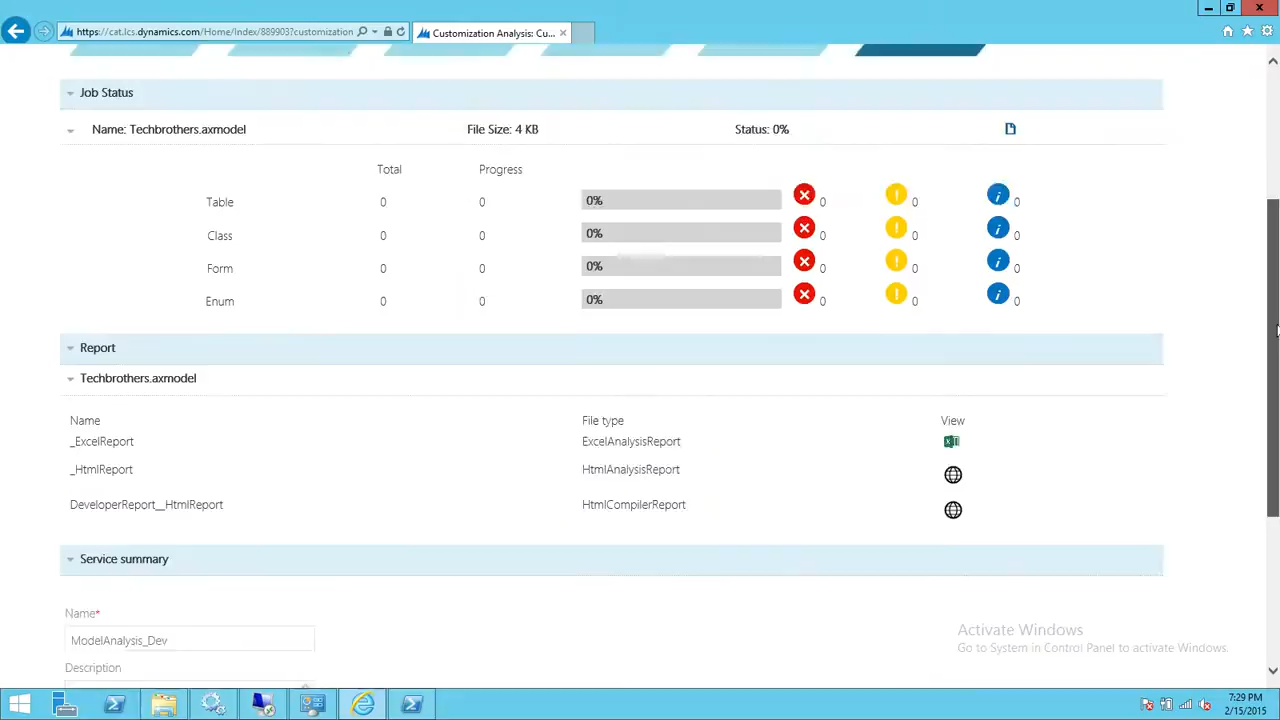 https://cat.lcs.dynamics.com/Home/Index/889903?customization
Customization Analysis: Cu...
Job Status
Name: Techbrothers.axmodel File Size: 4 KB Status: 0%
Total Progress
Table 0 0 0% 0 0 0
Class 0 0 0% 0 0 0
Form 0 0 0% 0 0 0
Enum 0 0 0% 0 0 0
Report
Techbrothers.axmodel
Name File type View
_ExcelReport ExcelAnalysisReport
_HtmlReport HtmlAnalysisReport
DeveloperReport__HtmlReport HtmlCompilerReport
Service summary
Name*
ModelAnalysis_Dev
Description
Activate Windows
Go to System in Control Panel to activate Windows.
7:29 PM
2/15/2015